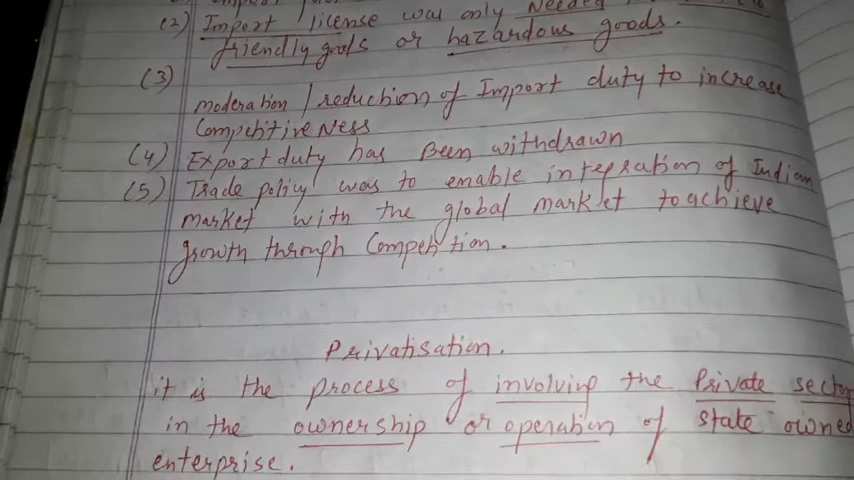 (2) Import license was only Needed
friendly goods or hazardous goods.
(3)
moderation / reduction of Import duty to increase
Competitive Ness
(4) Export duty has Been withdrawn
(5) Trade policy was to enable integration of Indian
market with the global market to achieve
growth through Competition.
Privatisation.
it is the process of involving the Private sector
in the ownership or operation of state owned
enterprise.